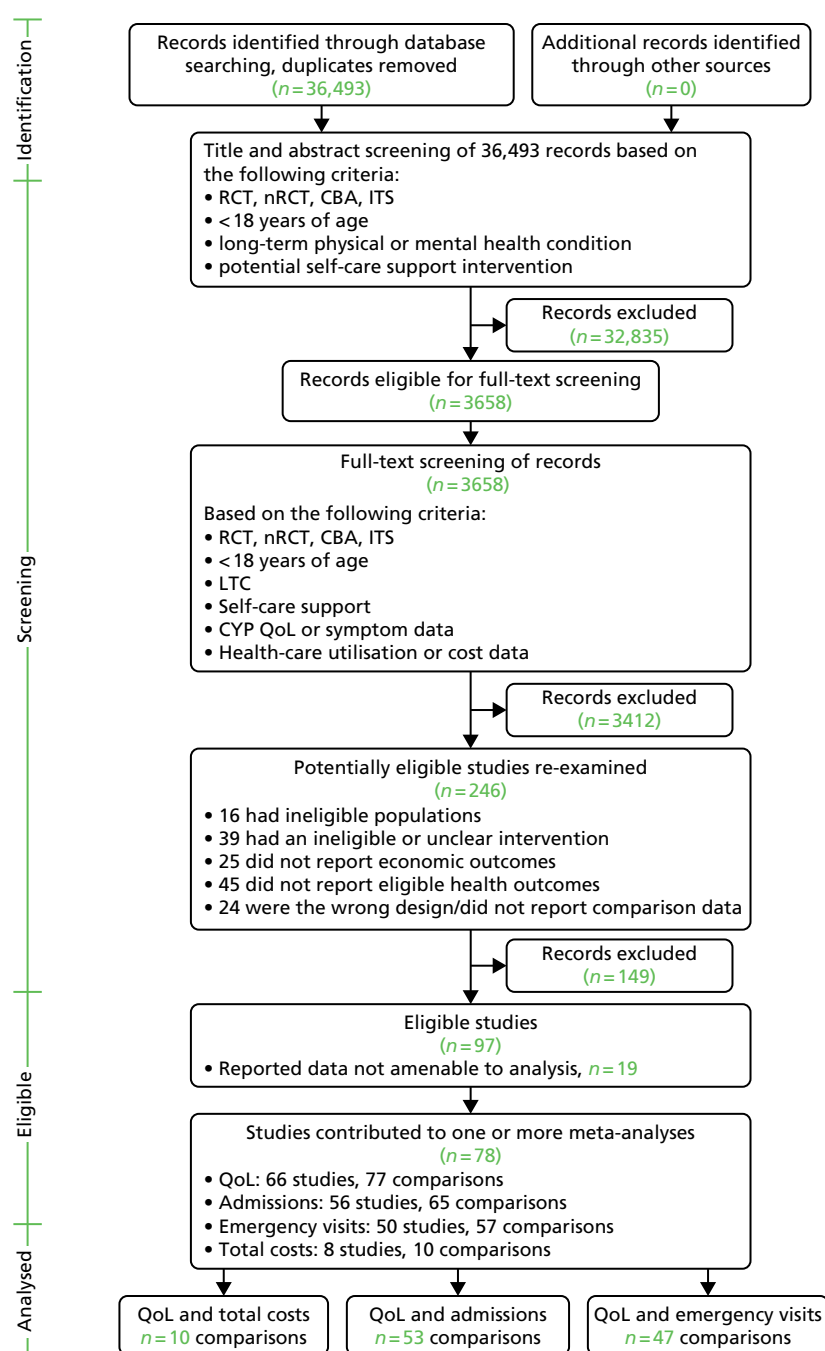 Identification
Records identified through database
searching, duplicates removed
(n=36,493)
Additional records identified
through other sources
(n=0)
Title and abstract screening of 36,493 records based on
the following criteria:
• RCT, nRCT, CBA, ITS
• <18 years of age
• long-term physical or mental health condition
• potential self-care support intervention
Screening
Records excluded
(n=32,835)
Records eligible for full-text screening
(n=3658)
Full-text screening of records
(n=3658)
Based on the following criteria:
• RCT, nRCT, CBA, ITS
• <18 years of age
• LTC
• Self-care support
• CYP QoL or symptom data
• Health-care utilisation or cost data
Records excluded
(n=3412)
Potentially eligible studies re-examined
(n=246)
• 16 had ineligible populations
• 39 had an ineligible or unclear intervention
• 25 did not report economic outcomes
• 45 did not report eligible health outcomes
• 24 were the wrong design/did not report comparison data
Records excluded
(n=149)
Eligible
Eligible studies
(n=97)
• Reported data not amenable to analysis, n=19
Studies contributed to one or more meta-analyses
(n=78)
• QoL: 66 studies, 77 comparisons
• Admissions: 56 studies, 65 comparisons
• Emergency visits: 50 studies, 57 comparisons
• Total costs: 8 studies, 10 comparisons
Analysed
QoL and total costs
n=10 comparisons
QoL and admissions
n=53 comparisons
QoL and emergency visits
n=47 comparisons